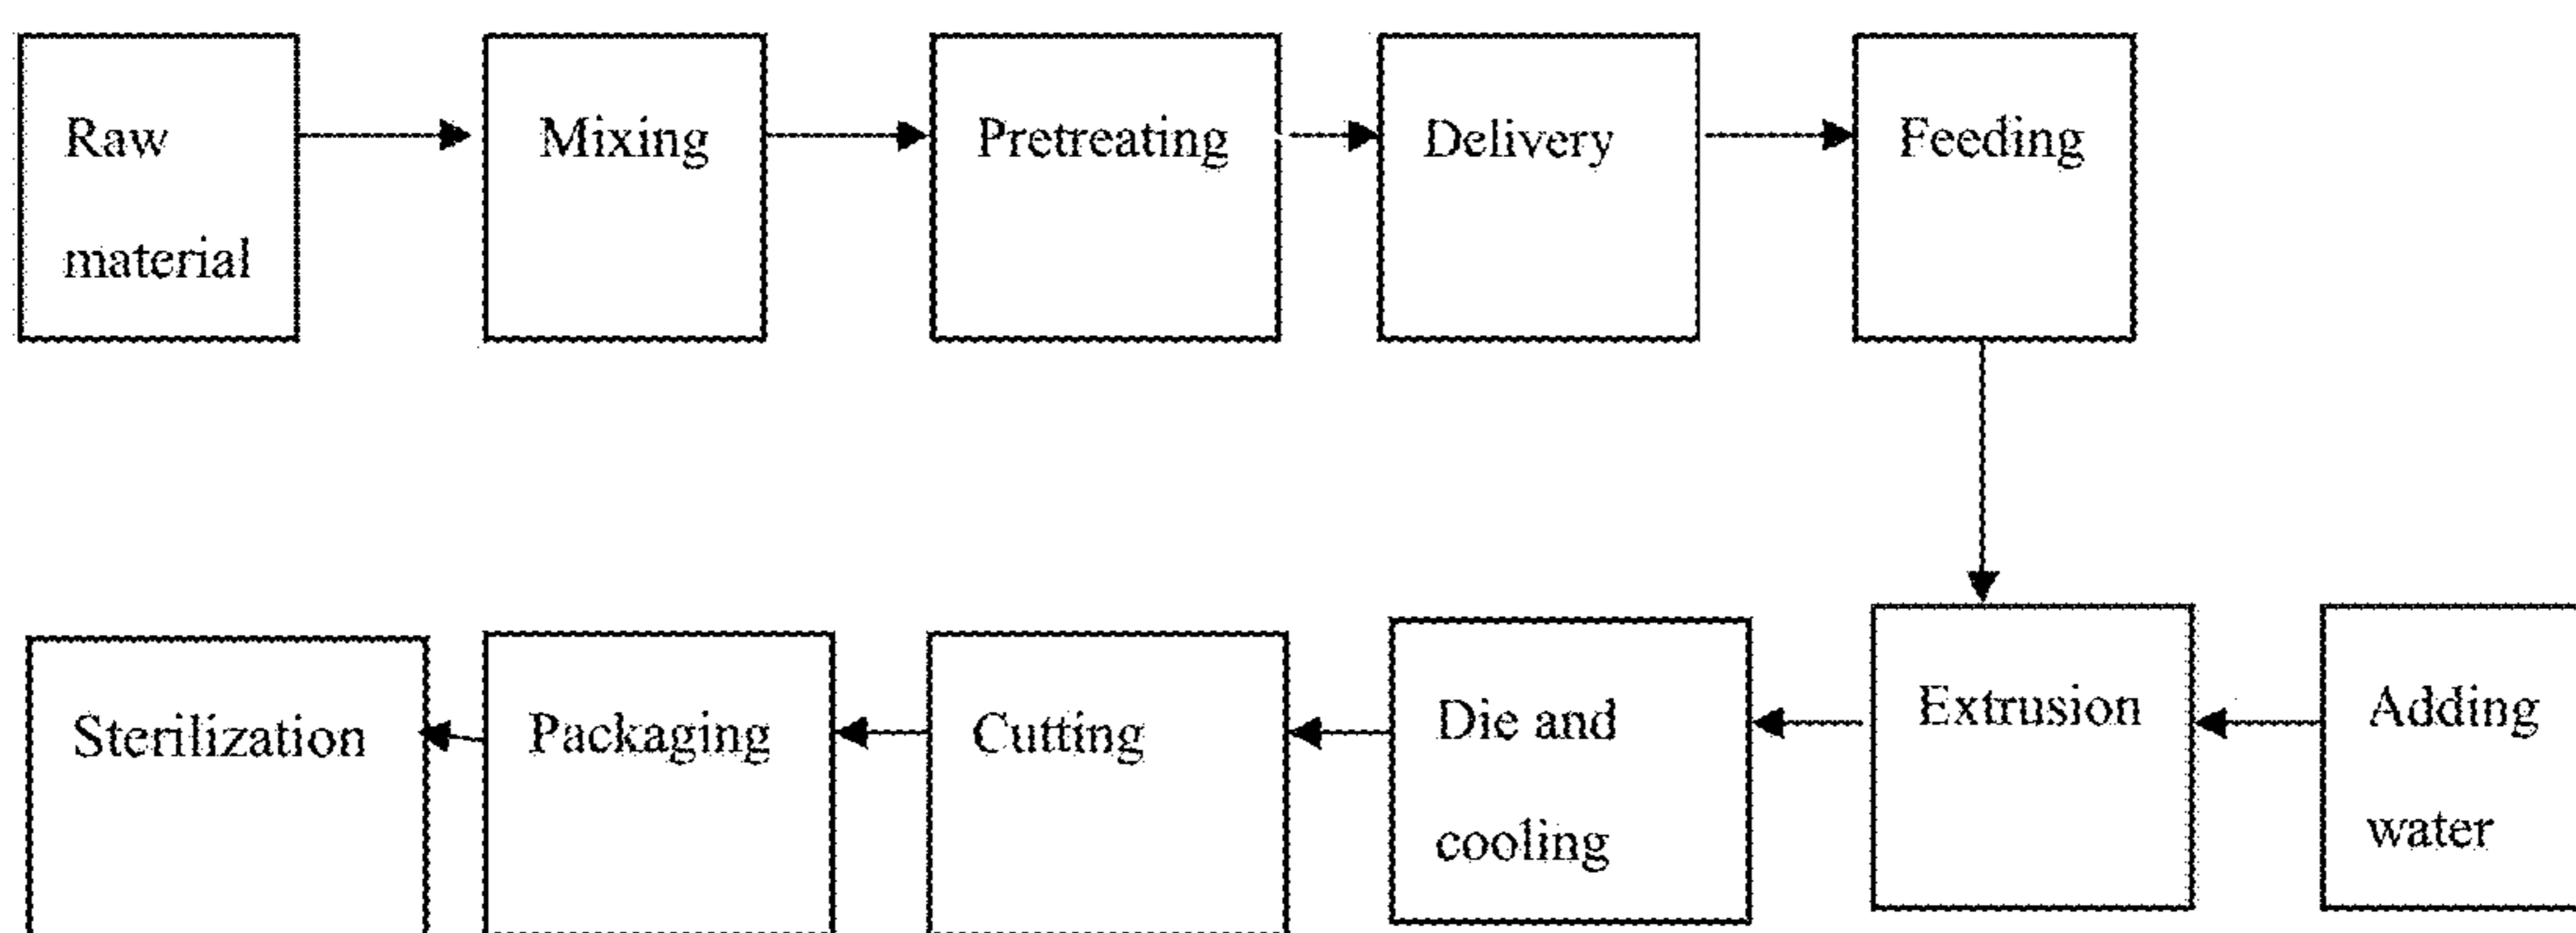 Raw
material
Mixing
Pretreating
Delivery
Feeding
Sterilization
Packaging
Cutting
Die and
cooling
Extrusion
Adding
water